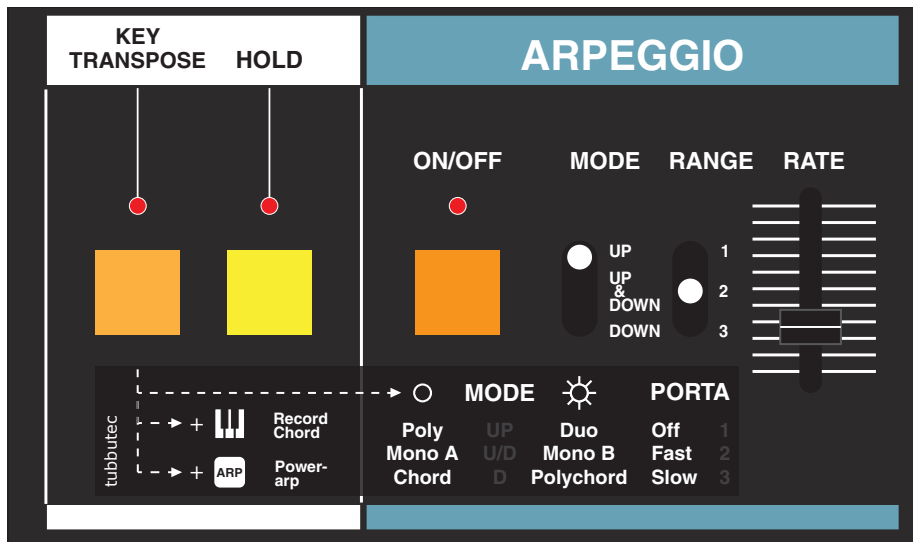 KEY
TRANSPOSE
HOLD
ARPEGGIO
ON/OFF
MODE
RANGE
RATE
UP
UP
&
DOWN
DOWN
1
2
3
tubbutec
+
Record
Chord
+
ARP
Power-
arp
MODE
PORTA
Poly UP Duo Off 1
Mono A U/D Mono B Fast 2
Chord D Polychord Slow 3